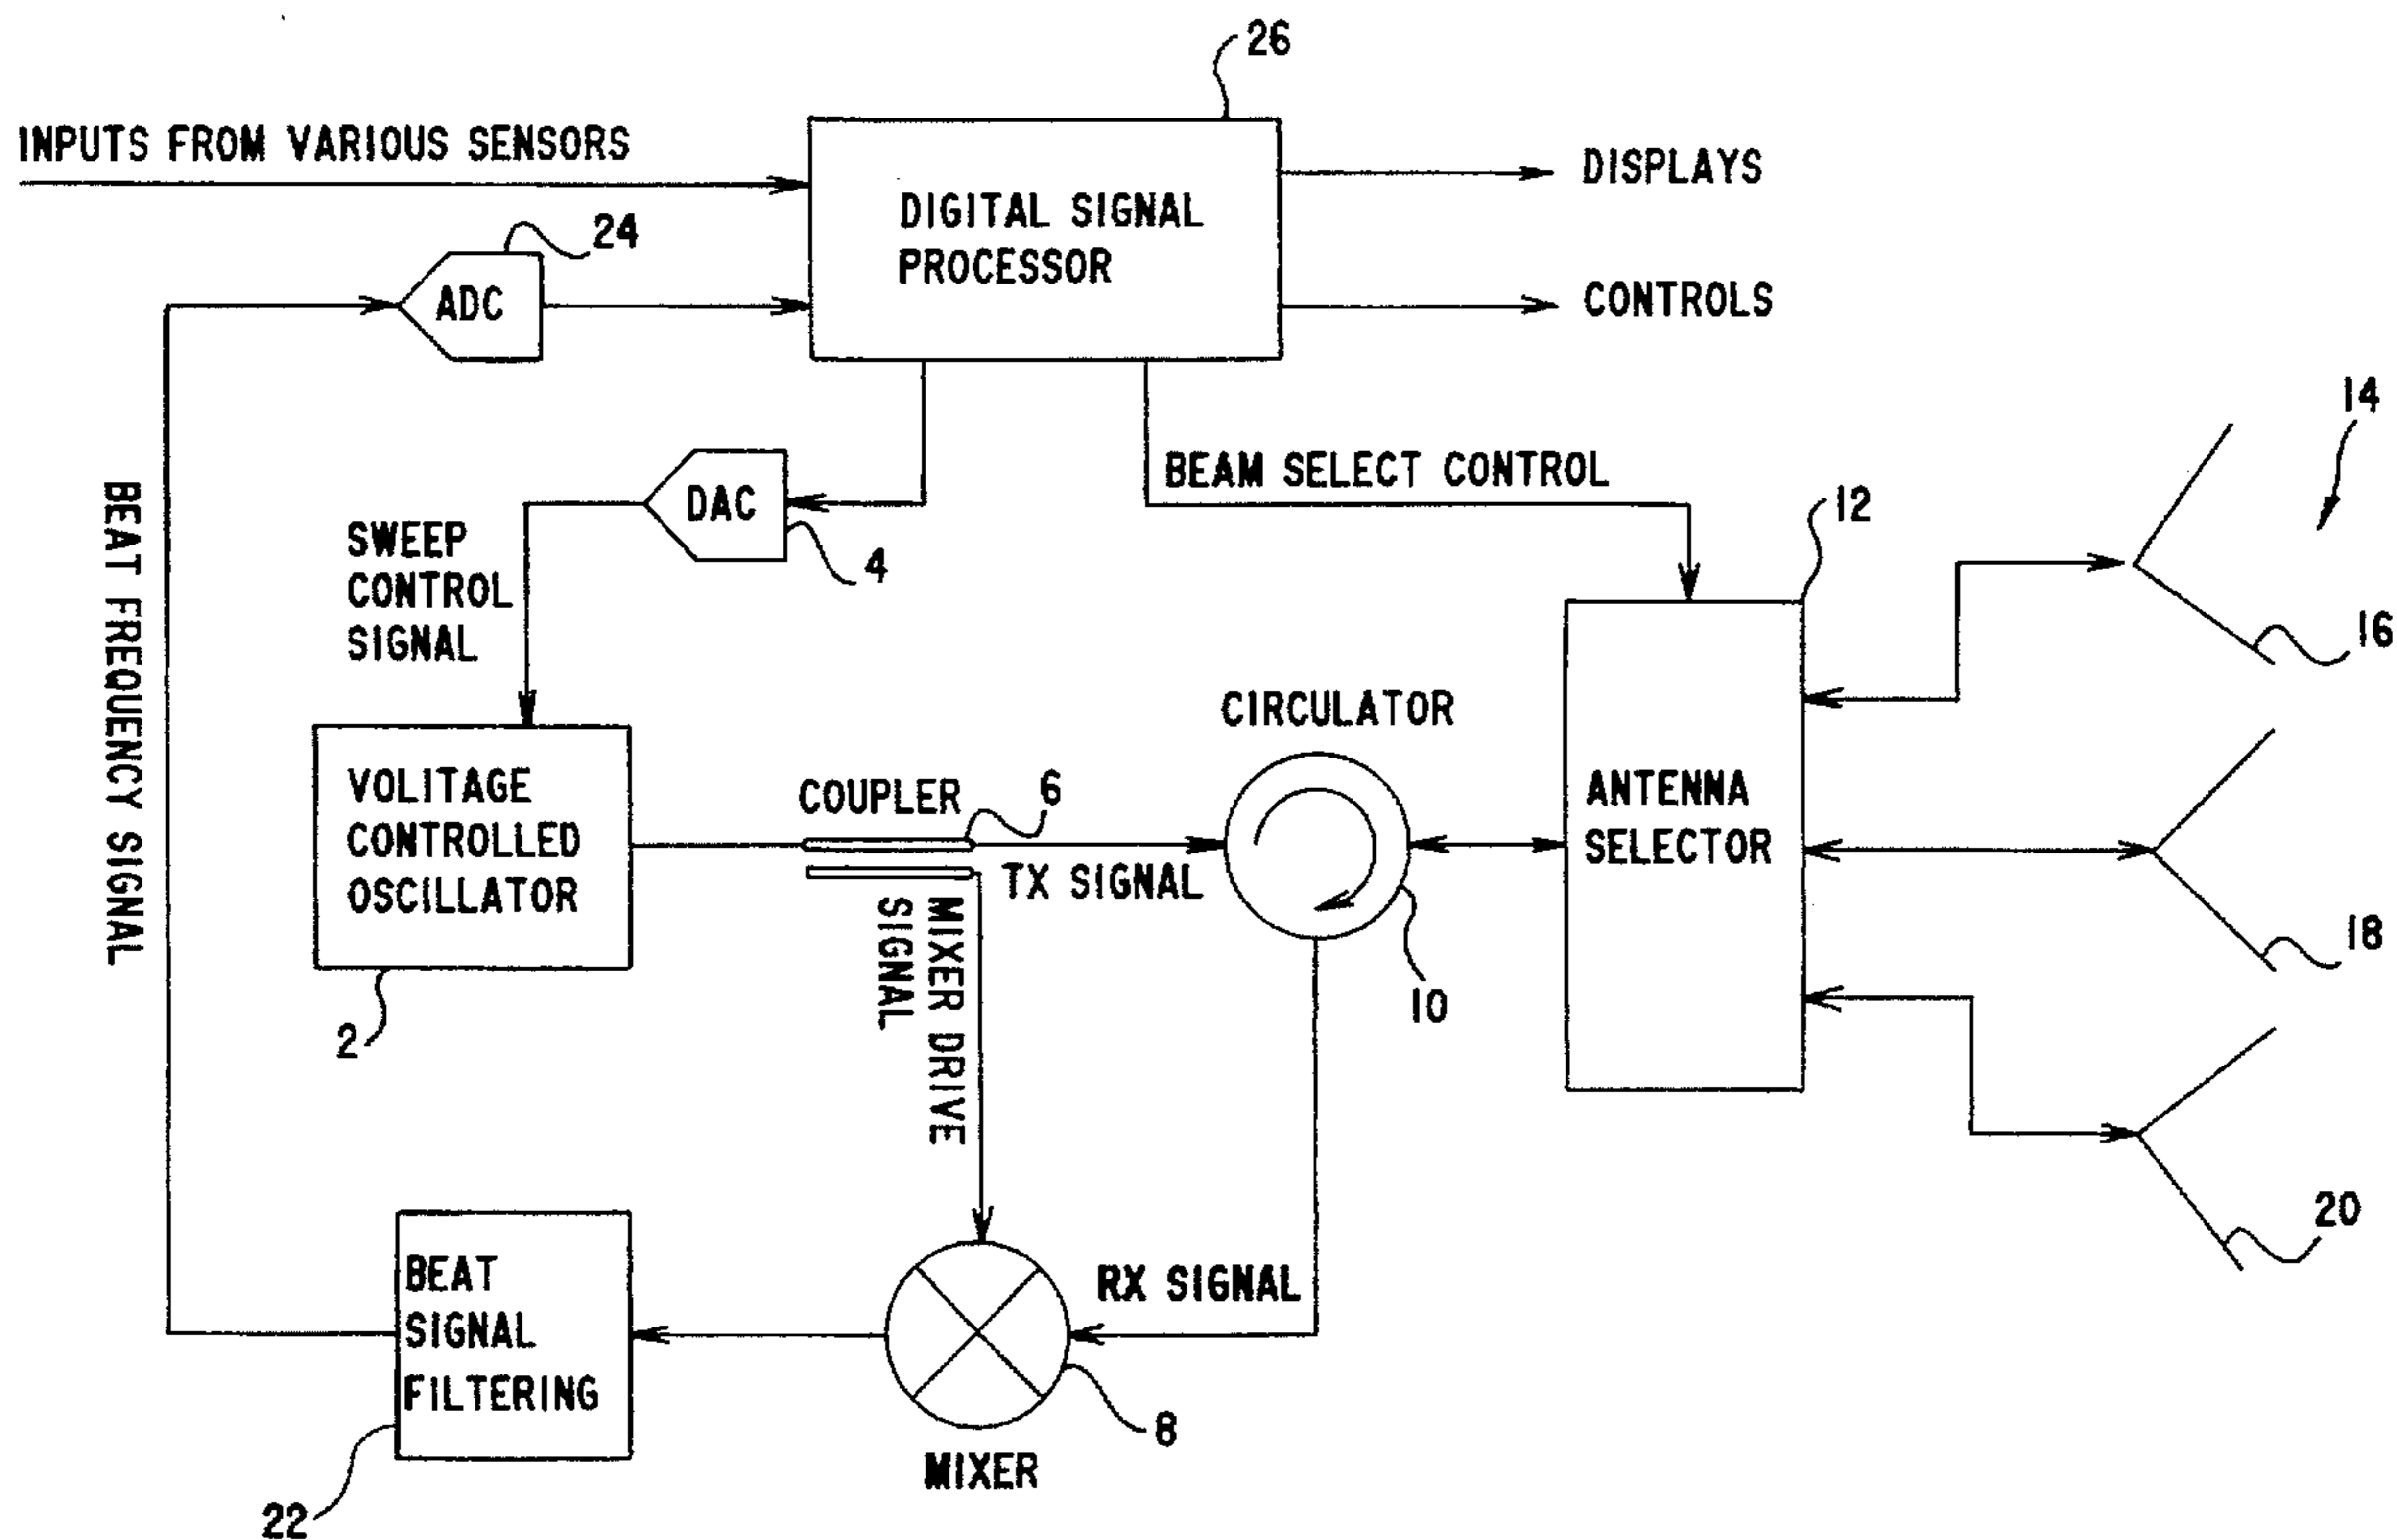 26
INPUTS FROM VARIOUS SENSORS
DISPLAYS
DIGITAL SIGNAL
PROCESSOR
24
ADC
CONTROLS
14
BEAM SELECT CONTROL
DAC
12
4
SWEEP
CONTROL
SIGNAL
BEAT FREQUENCY SIGNAL
16
CIRCULATOR
VOLITAGE
CONTROLLED
OSCILLATOR
COUPLER
6
ANTENNA
SELECTOR
TX SIGNAL
MIXER DRIVE
SIGNAL
18
10
2
20
BEAT
SIGNAL
FILTERING
RX SIGNAL
8
MIXER
22